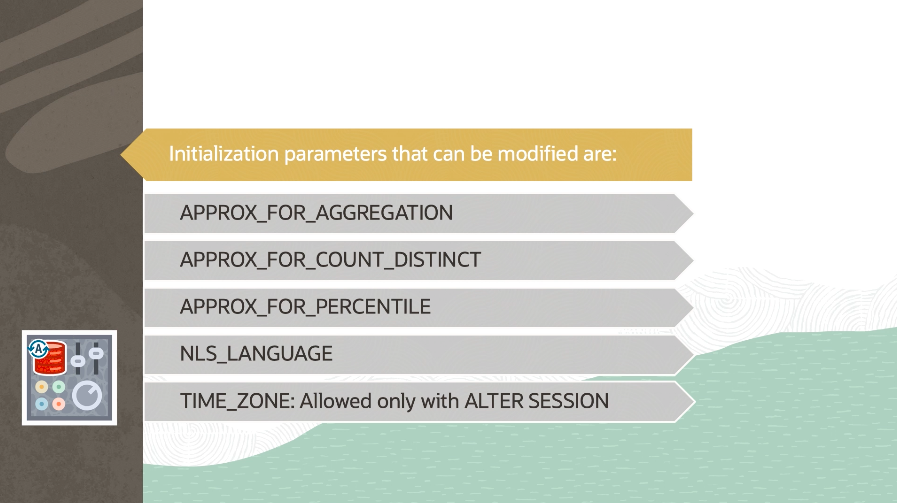 Initialization parameters that can be modified are:
APPROX_FOR_AGGREGATION
APPROX_FOR_COUNT_DISTINCT
APPROX_FOR_PERCENTILE
NLS_LANGUAGE
TIME_ZONE: Allowed only with ALTER SESSION
A